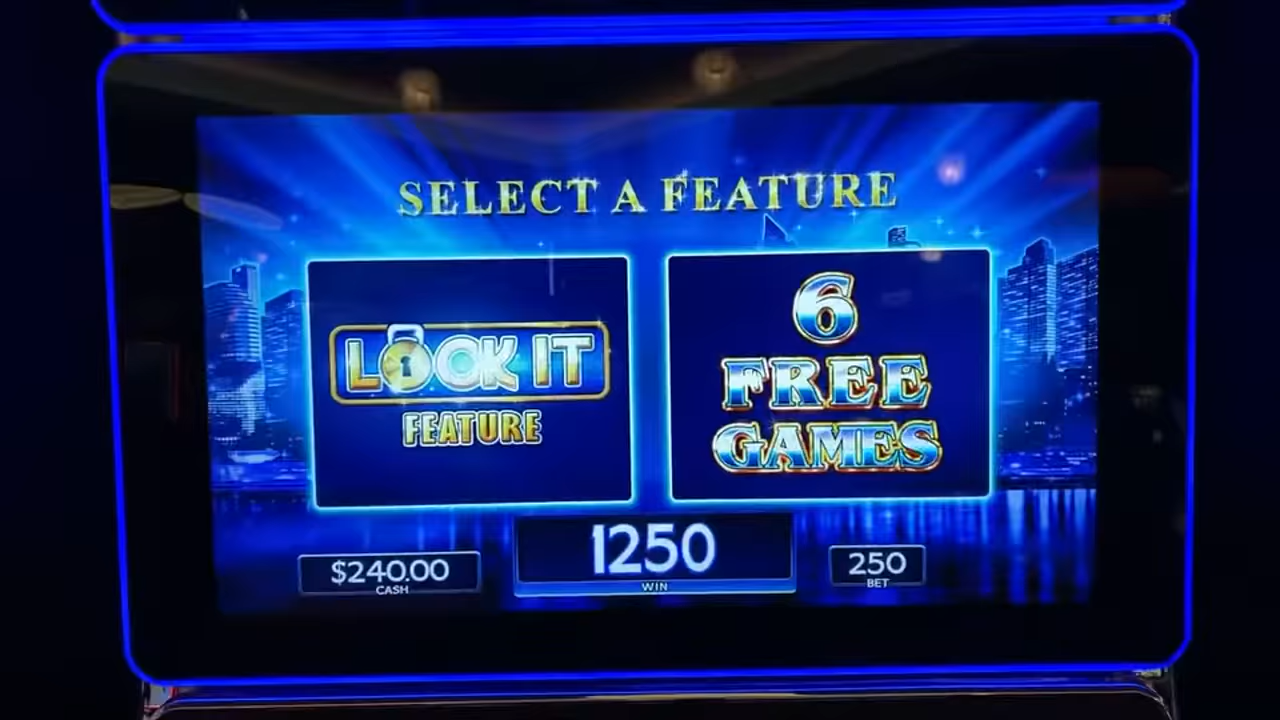 SELECT A FEATURE
LOCK IT
FEATURE
6
FREE
GAMES
$240.00
CASH
1250
WIN
250
BET